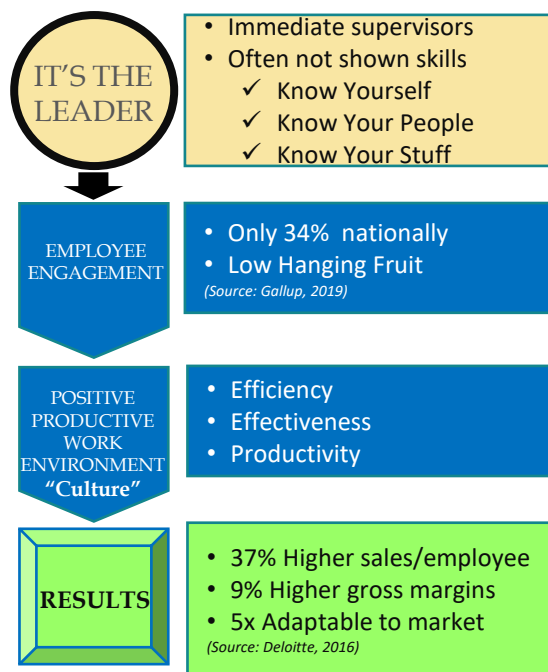 IT'S THE
LEADER
• Immediate supervisors
• Often not shown skills
✓ Know Yourself
✓ Know Your People
✓ Know Your Stuff
EMPLOYEE
ENGAGEMENT
• Only 34% nationally
• Low Hanging Fruit
(Source: Gallup, 2019)
POSITIVE
PRODUCTIVE
WORK
ENVIRONMENT
“Culture”
• Efficiency
• Effectiveness
• Productivity
RESULTS
• 37% Higher sales/employee
• 9% Higher gross margins
• 5x Adaptable to market
(Source: Deloitte, 2016)